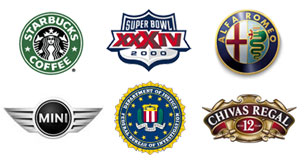 STARBUCKS
COFFEE
SUPER BOWL
XXXIV
2000
ALFA ROMEO
MINI
DEPARTMENT OF JUSTICE
FEDERAL BUREAU OF INVESTIGATION
CHIVAS REGAL
12